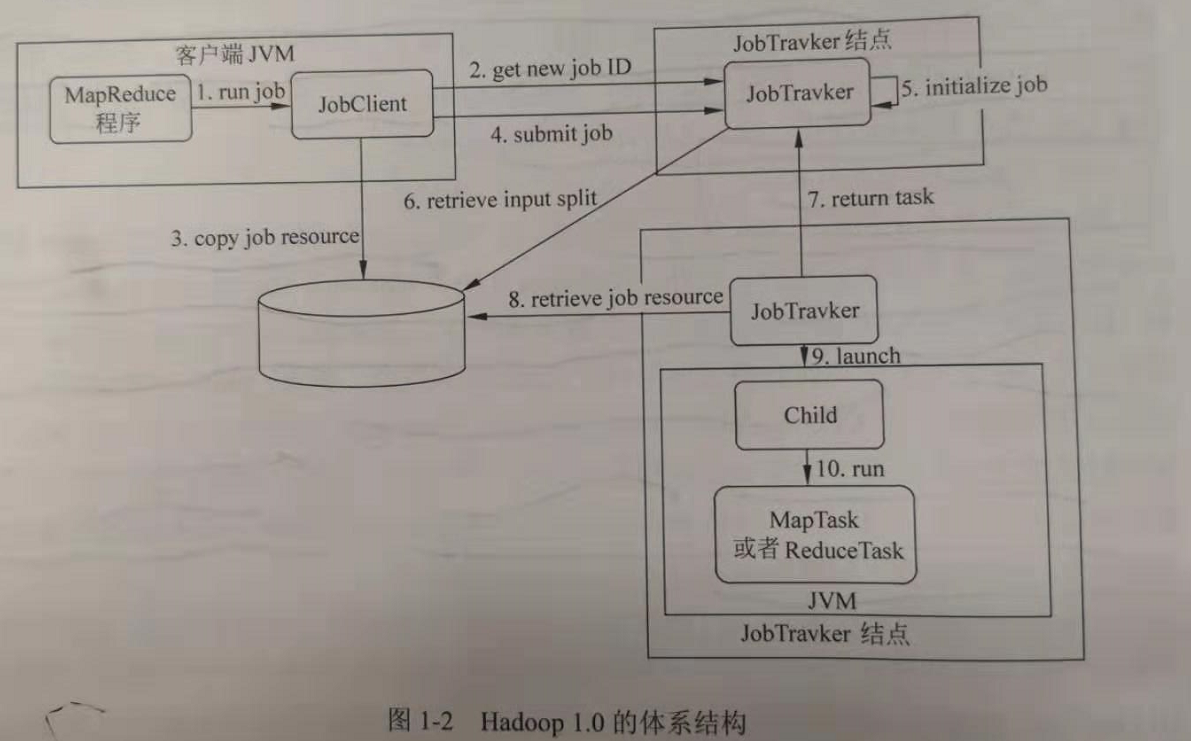 客户端 JVM
JobTravker 结点
MapReduce
程序
1. run job
JobClient
2. get new job ID
4. submit job
JobTravker
5. initialize job
6. retrieve input split
7. return task
3. copy job resource
8. retrieve job resource
JobTravker
9. launch
Child
10. run
MapTask
或者 ReduceTask
JVM
JobTravker 结点
图 1-2 Hadoop 1.0 的体系结构